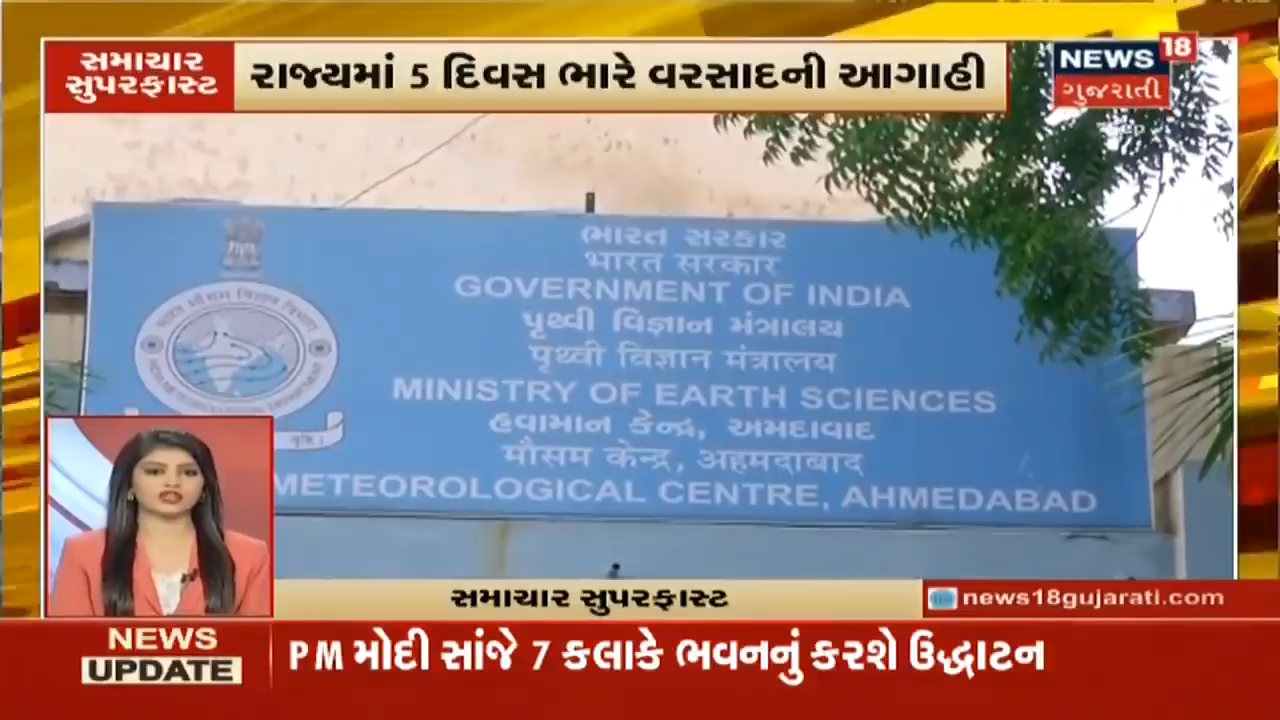 સમાચાર
સુપરફાસ્ટ
રાજ્યમાં 5 દિવસ ભારે વરસાદની આગાહી
NEWS 18
ગુજરાતી
ભારત સરકાર
भारत सरकार
GOVERNMENT OF INDIA
પૃથ્વી વિજ્ઞાન મંત્રાલય
पृथ्वी विज्ञान मंत्रालय
MINISTRY OF EARTH SCIENCES
હવામાન કેન્દ્ર, અમદાવાદ
मौसम केन्द्र, अहमदाबाद
METEOROLOGICAL CENTRE, AHMEDABAD
भारत मौसम विज्ञान विभाग
સમાચાર સુપરફાસ્ટ
news18gujarati.com
NEWS
UPDATE
PM મોદી સાંજે 7 કલાકે ભવનનું કરશે ઉદ્ધાટન